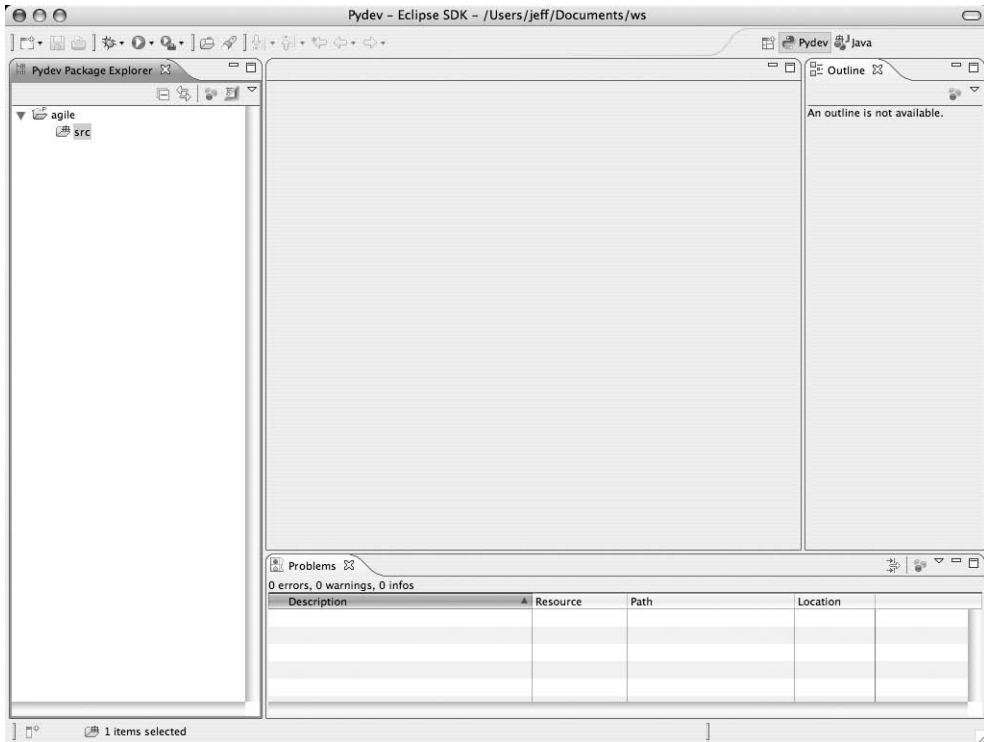 Pydev – Eclipse SDK – /Users/jeff/Documents/ws
Pydev Java
Pydev Package Explorer
agile
src
Outline
An outline is not available.
Problems
0 errors, 0 warnings, 0 infos
Description Resource Path Location
1 items selected